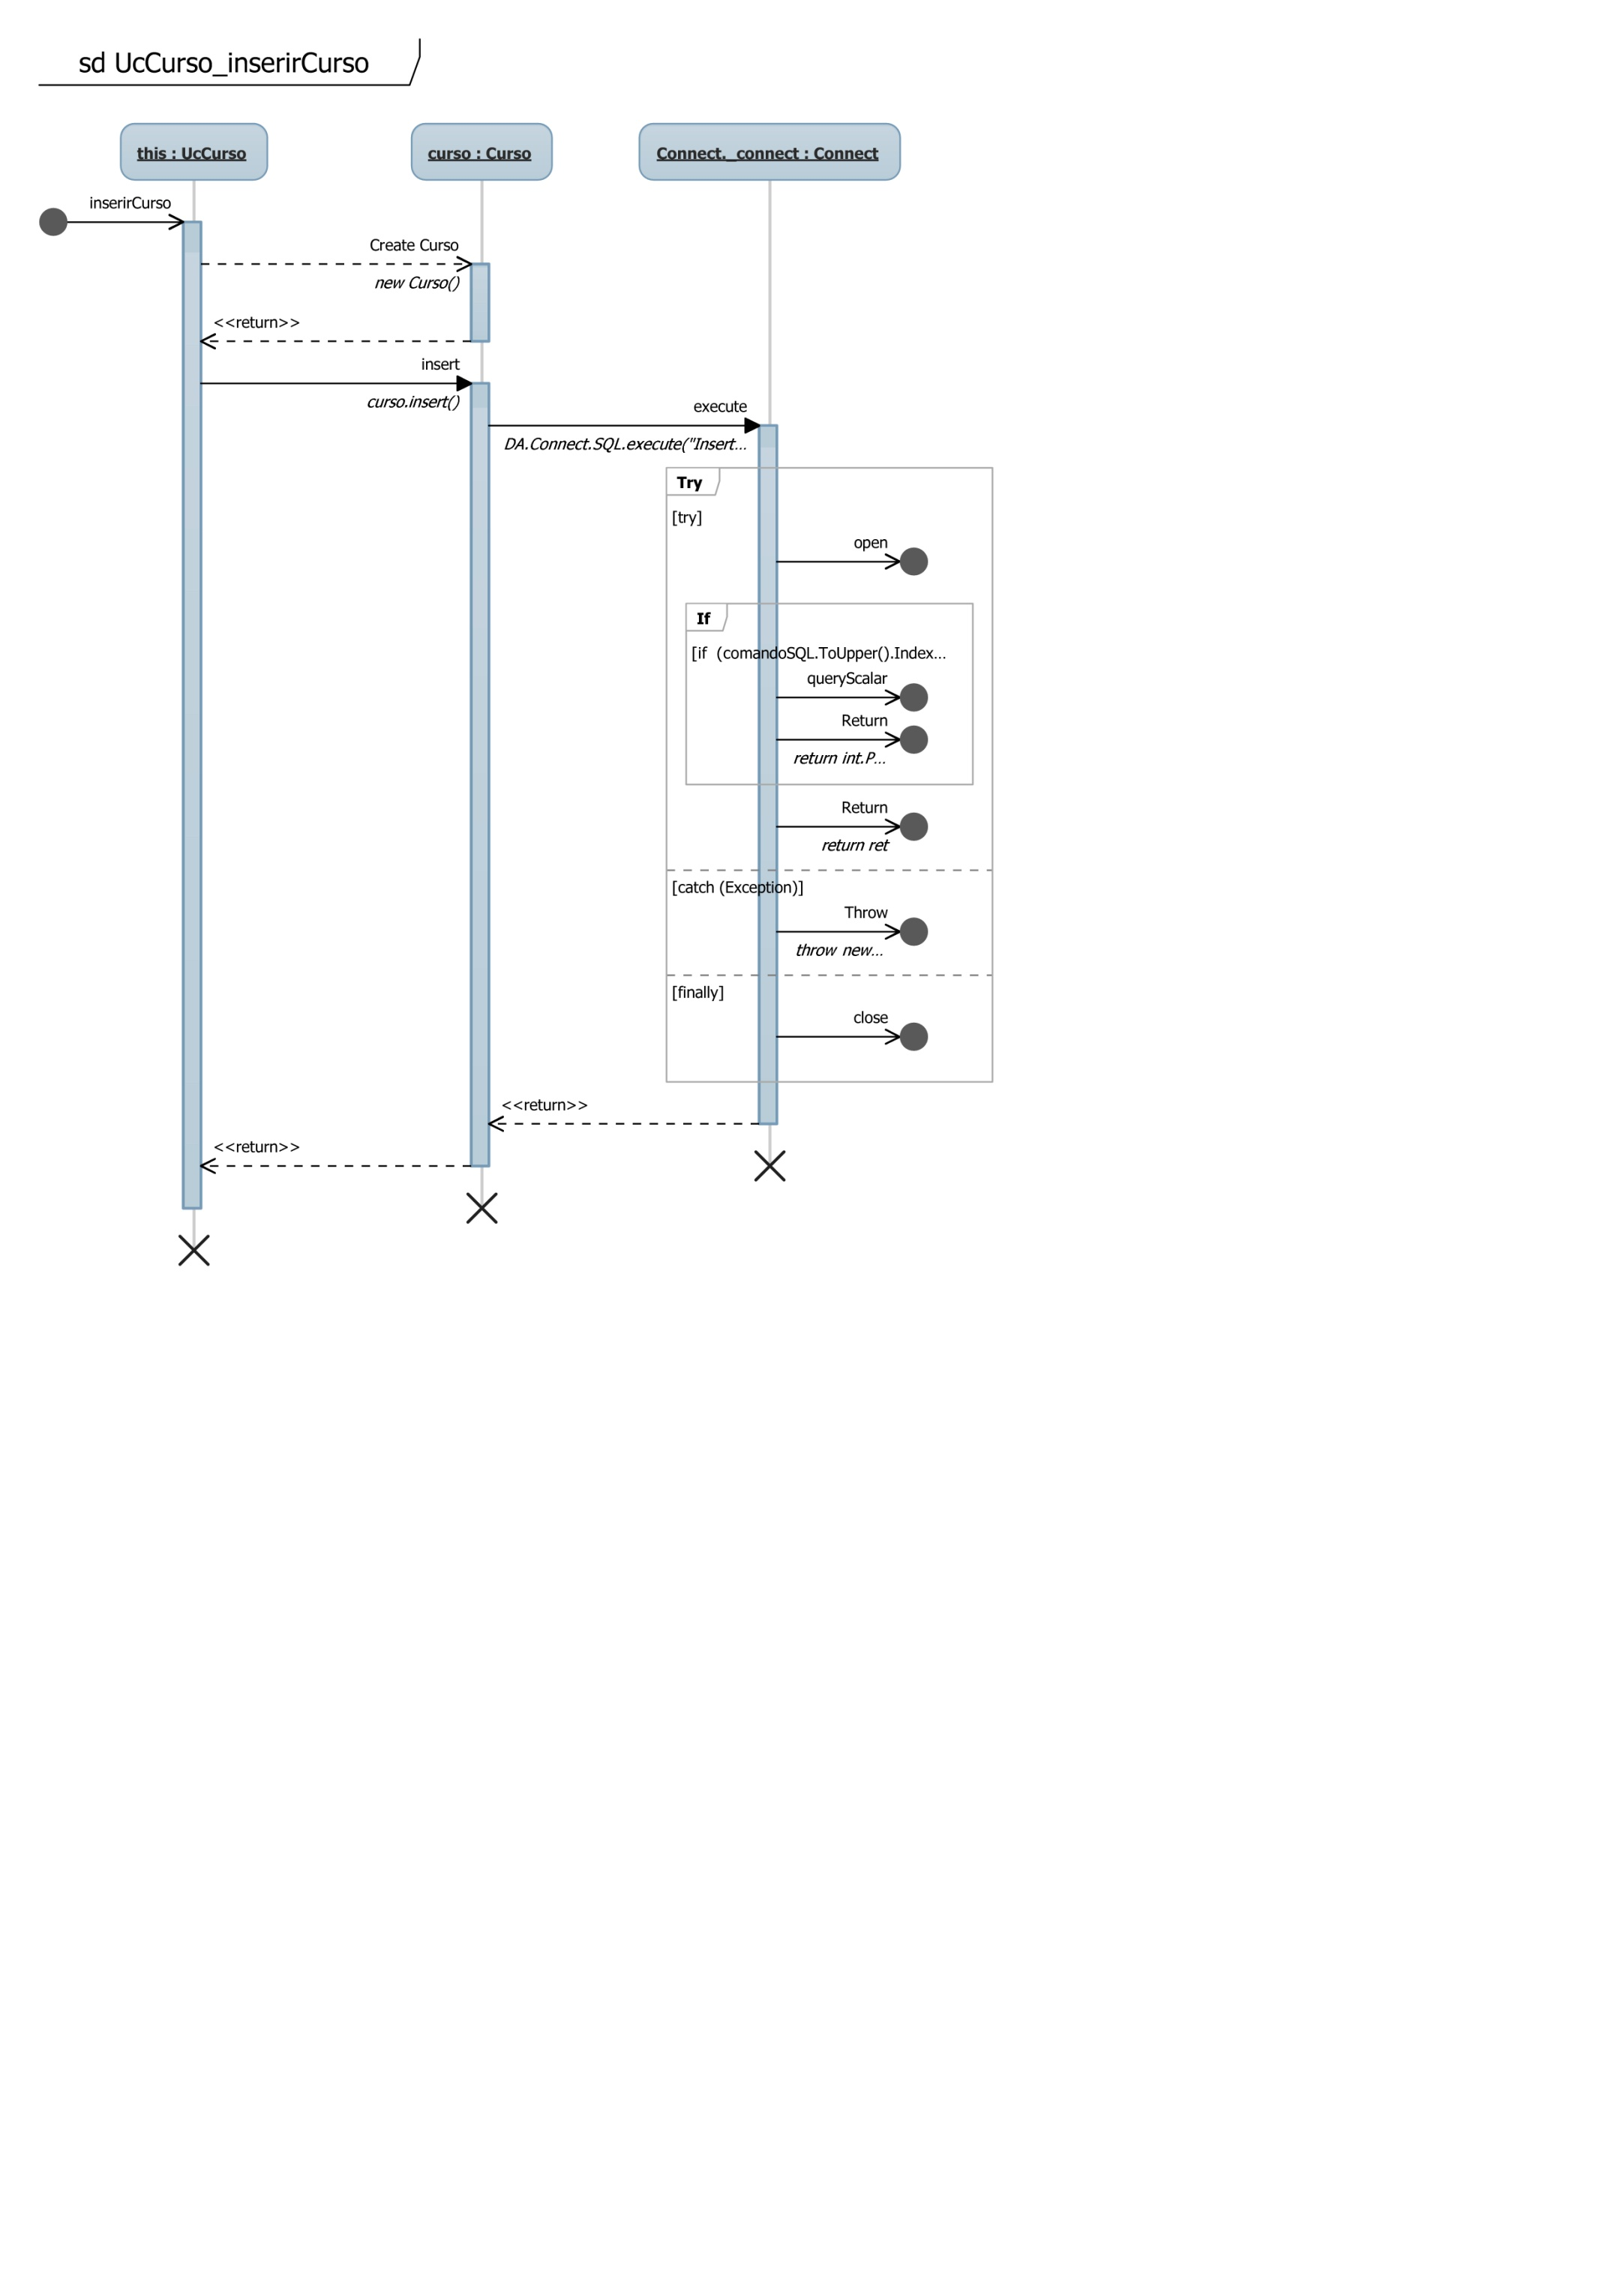 sd UcCurso_inserirCurso
this : UcCurso
curso : Curso
Connect._connect : Connect
inserirCurso
Create Curso
new Curso()
<<return>>
insert
curso.insert()
execute
DA.Connect.SQL.execute("Insert...
Try
[try]
open
If
[if  (comandoSQL.ToUpper().Index...
queryScalar
Return
return int.P...
Return
return ret
[catch (Exception)]
Throw
throw new...
[finally]
close
<<return>>
<<return>>